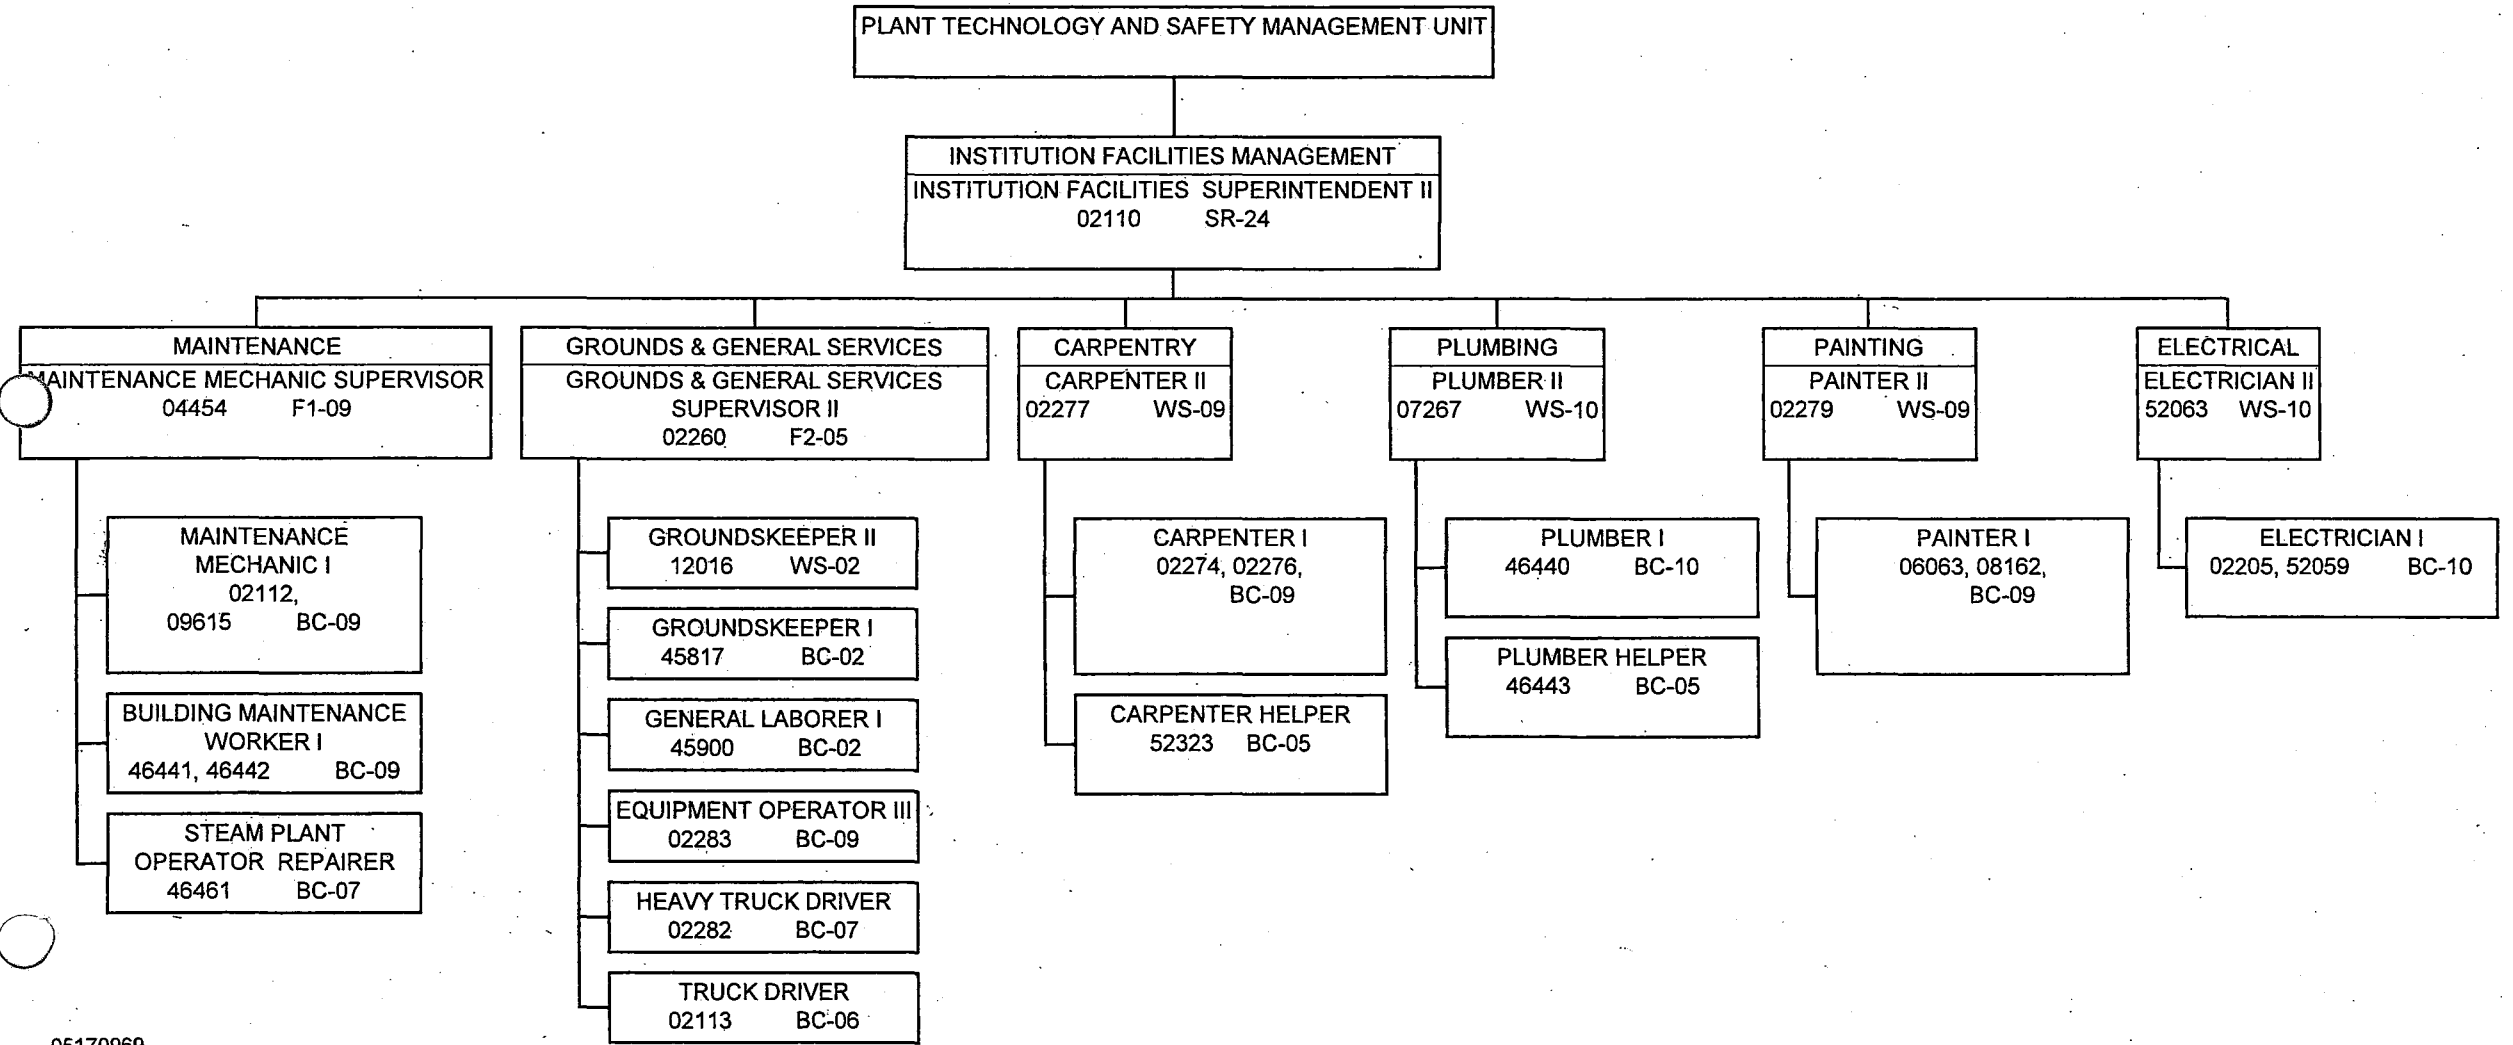 PLANT TECHNOLOGY AND SAFETY MANAGEMENT UNIT
INSTITUTION FACILITIES MANAGEMENT
INSTITUTION FACILITIES SUPERINTENDENT II
02110 SR-24
MAINTENANCE
MAINTENANCE MECHANIC SUPERVISOR
04454 F1-09
GROUNDS & GENERAL SERVICES
GROUNDS & GENERAL SERVICES
SUPERVISOR II
02260 F2-05
CARPENTRY
CARPENTER II
02277 WS-09
PLUMBING
PLUMBER II
07267 WS-10
PAINTING
PAINTER II
02279 WS-09
ELECTRICAL
ELECTRICIAN II
52063 WS-10
MAINTENANCE
MECHANIC I
02112,
09615 BC-09
BUILDING MAINTENANCE
WORKER I
46441, 46442 BC-09
STEAM PLANT
OPERATOR REPAIRER
46461 BC-07
GROUNDSKEEPER II
12016 WS-02
GROUNDSKEEPER I
45817 BC-02
GENERAL LABORER I
45900 BC-02
EQUIPMENT OPERATOR III
02283 BC-09
HEAVY TRUCK DRIVER
02282 BC-07
TRUCK DRIVER
02113 BC-06
CARPENTER I
02274, 02276,
BC-09
CARPENTER HELPER
52323 BC-05
PLUMBER I
46440 BC-10
PLUMBER HELPER
46443 BC-05
PAINTER I
06063, 08162,
BC-09
ELECTRICIAN I
02205, 52059 BC-10